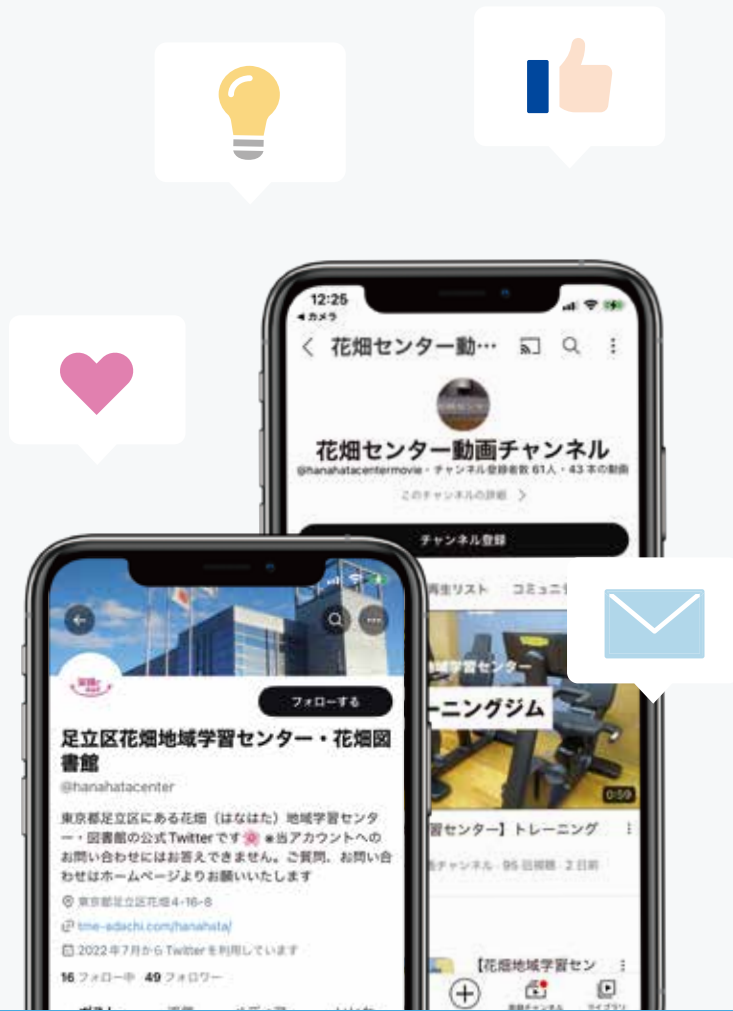 12:25
◀ カメラ
花畑センター動…
花畑センター動画チャンネル
@hanahatacentermovie・チャンネル登録者数 61人・43 本の動画
このチャンネルの詳細
チャンネル登録
再生リスト コミュニテ
学習センター
ーニングジム
0:59
習センター】トレーニング
チャンネル・95 回視聴・2 日前
【花畑地域学習セン
登録チャンネル
ライブラリ
フォローする
足立区花畑地域学習センター・花畑図
書館
@hanahatacenter
東京都足立区にある花畑（はなはた）地域学習センタ
ー・図書館の公式Twitterです🌸 ※当アカウントへの
お問い合わせにはお答えできません。ご質問、お問い合
わせはホームページよりお願いいたします
東京都足立区花畑4-16-8
tme-adachi.com/hanahata/
2022年7月からTwitterを利用しています
16 フォロー中 49 フォロワー